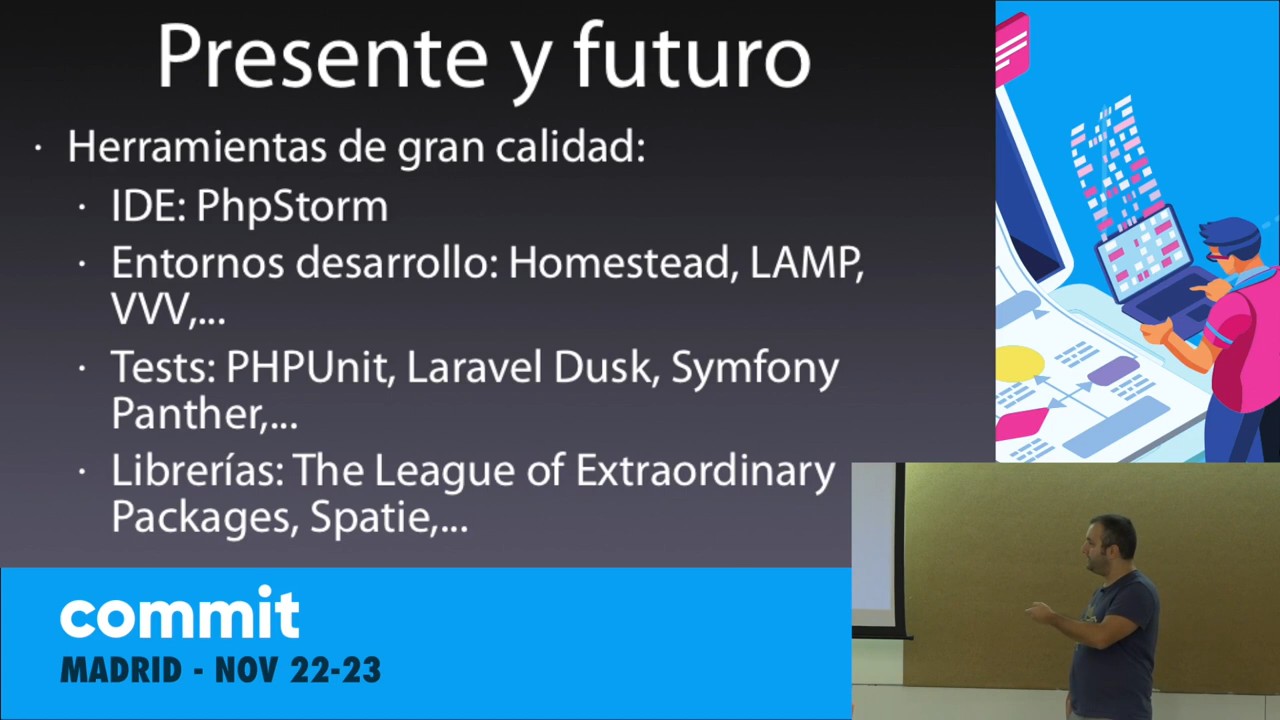 Presente y futuro
· Herramientas de gran calidad:
· IDE: PhpStorm
· Entornos desarrollo: Homestead, LAMP,
VVV,...
· Tests: PHPUnit, Laravel Dusk, Symfony
Panther,...
· Librerías: The League of Extraordinary
Packages, Spatie,...
commit
MADRID - NOV 22-23